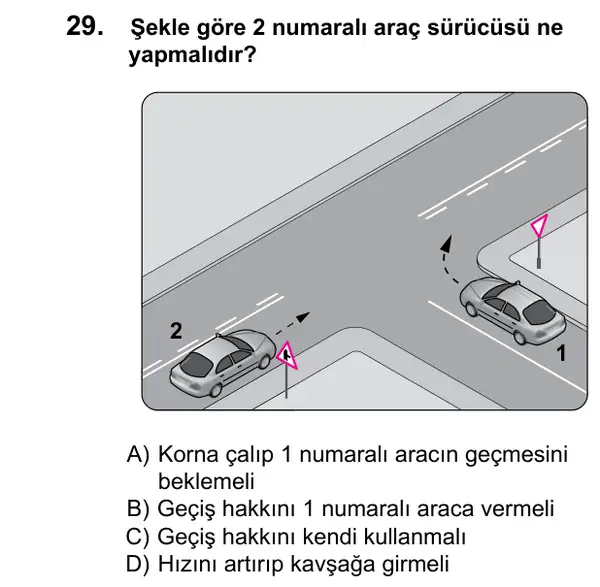 29. Şekle göre 2 numaralı araç sürücüsü ne
yapmalıdır?
2
1
A) Korna çalıp 1 numaralı aracın geçmesini
beklemeli
B) Geçiş hakkını 1 numaralı araca vermeli
C) Geçiş hakkını kendi kullanmalı
D) Hızını artırıp kavşağa girmeli